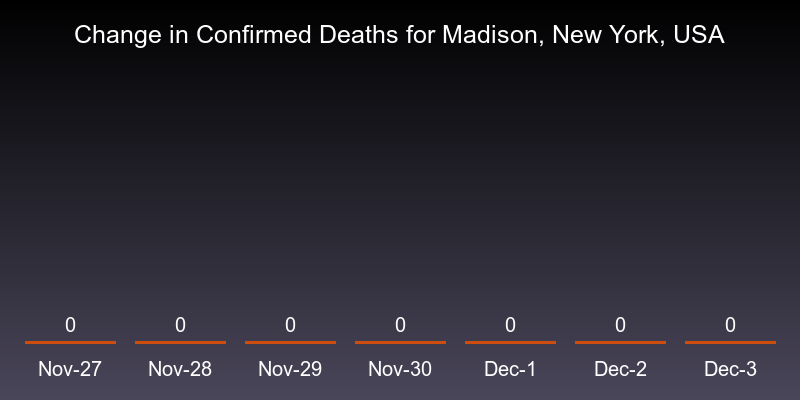 Change in Confirmed Deaths for Madison, New York, USA
0 0 0 0 0 0 0
Nov-27 Nov-28 Nov-29 Nov-30 Dec-1 Dec-2 Dec-3